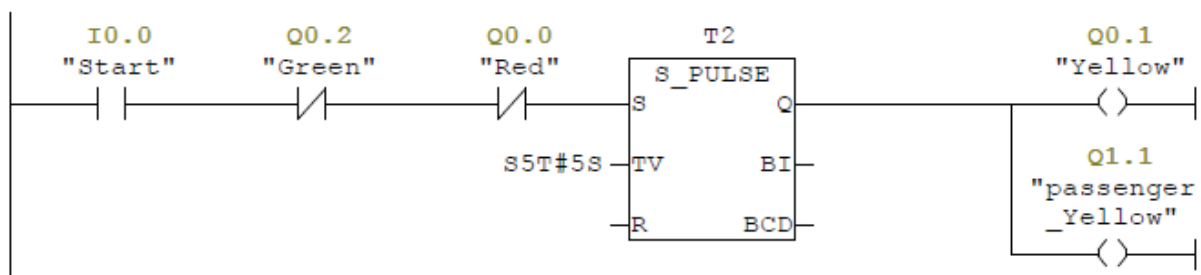 I0.0 Q0.2 Q0.0 T2 Q0.1
"Start" "Green" "Red" S_PULSE "Yellow"
S Q
S5T#5S TV BI Q1.1
"passenger
_Yellow"
R BCD